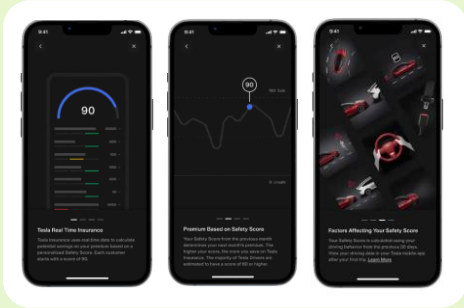 9:41
90
Tesla Real Time Insurance
Tesla Insurance uses real time data to calculate
potential savings on your premium based on a
personalized Safety Score. Each customer
starts with a score of 90.
9:41
90
Premium Based on Safety Score
Your Safety Score from the previous month
determines your next month's premium. The
higher your score, the more you save on Tesla
Insurance. The majority of Tesla Drivers are
estimated to have a score of 80 or higher.
9:41
Factors Affecting Your Safety Score
Your Safety Score is calculated using your
driving behavior from the previous 30 days.
View your driving data in your Tesla mobile app
after your first trip. Learn More